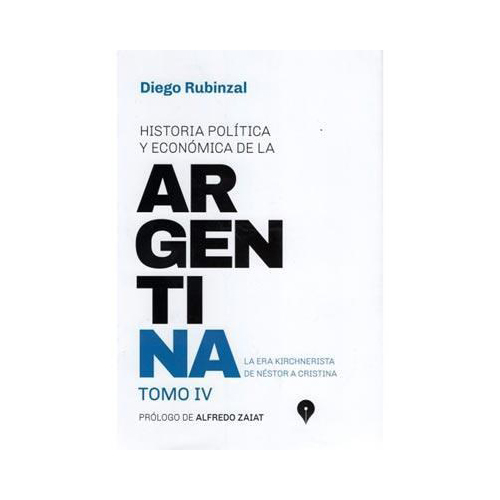 Diego Rubinzal
HISTORIA POLÍTICA
Y ECONÓMICA DE LA
AR
GEN
TI
NA
LA ERA KIRCHNERISTA
DE NÉSTOR A CRISTINA
TOMO IV
PRÓLOGO DE ALFREDO ZAIAT